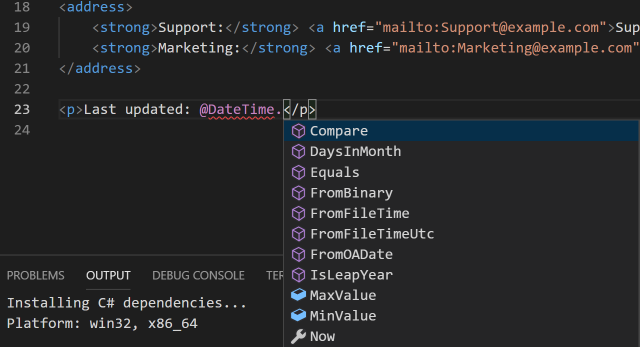 18 <address>
19 <strong>Support:</strong> <a href="mailto:Support@example.com">Sup
20 <strong>Marketing:</strong> <a href="mailto:Marketing@example.com"
21 </address>
22
23 <p>Last updated: @DateTime.</p>
24
Compare
DaysInMonth
Equals
FromBinary
FromFileTime
FromFileTimeUtc
FromOADate
IsLeapYear
MaxValue
MinValue
Now
PROBLEMS OUTPUT DEBUG CONSOLE TER
Installing C# dependencies...
Platform: win32, x86_64